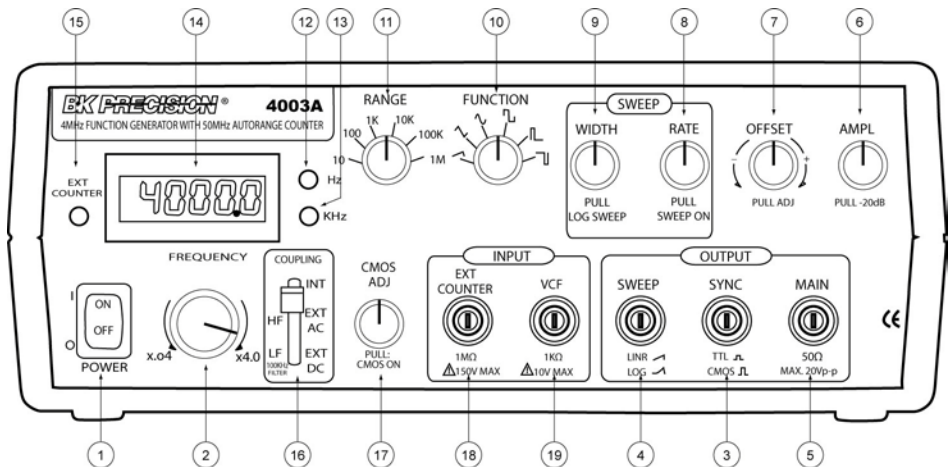 15 14 12 13 11 10 9 8 7 6
BK PRECISION® 4003A
4MHz FUNCTION GENERATOR WITH 50MHz AUTORANGE COUNTER
EXT
COUNTER
4000.0
Hz
KHz
RANGE
10 100 1K 10K 100K 1M
FUNCTION
SWEEP
WIDTH
PULL
LOG SWEEP
RATE
PULL
SWEEP ON
OFFSET
- +
PULL ADJ
AMPL
PULL -20dB
I
O
ON
OFF
POWER
FREQUENCY
x.o4 x4.0
COUPLING
INT
HF EXT
AC
LF EXT
100KHz DC
FILTER
CMOS
ADJ
PULL:
CMOS ON
INPUT
EXT
COUNTER
1MΩ
150V MAX
VCF
1KΩ
10V MAX
OUTPUT
SWEEP
LINR
LOG
SYNC
TTL
CMOS
MAIN
50Ω
MAX. 20Vp-p
CE
1 2 16 17 18 19 4 3 5